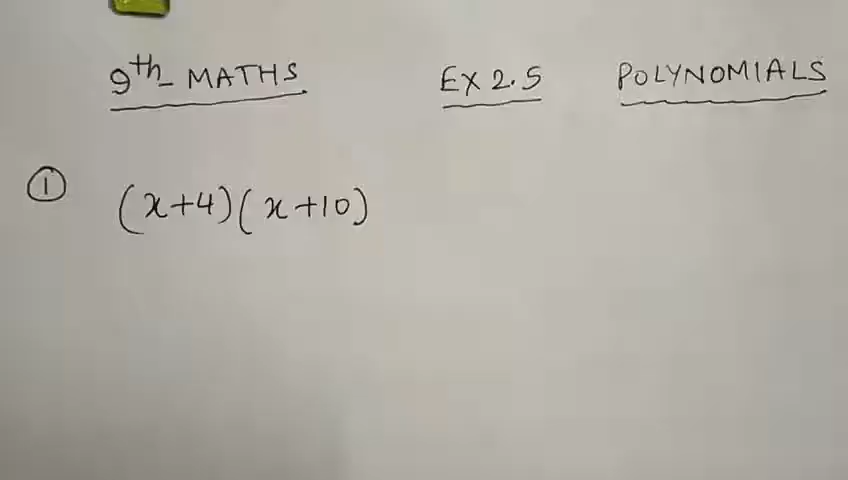 9th MATHS EX 2.5 POLYNOMIALS
① (x+4)(x+10)